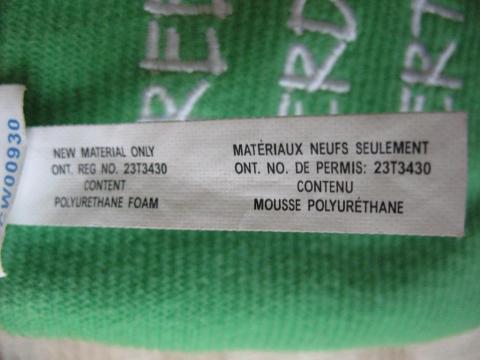 NEW MATERIAL ONLY
ONT. REG NO. 23T3430
CONTENT
POLYURETHANE FOAM
MATÉRIAUX NEUFS SEULEMENT
ONT. NO. DE PERMIS: 23T3430
CONTENU
MOUSSE POLYURÉTHANE
W00930